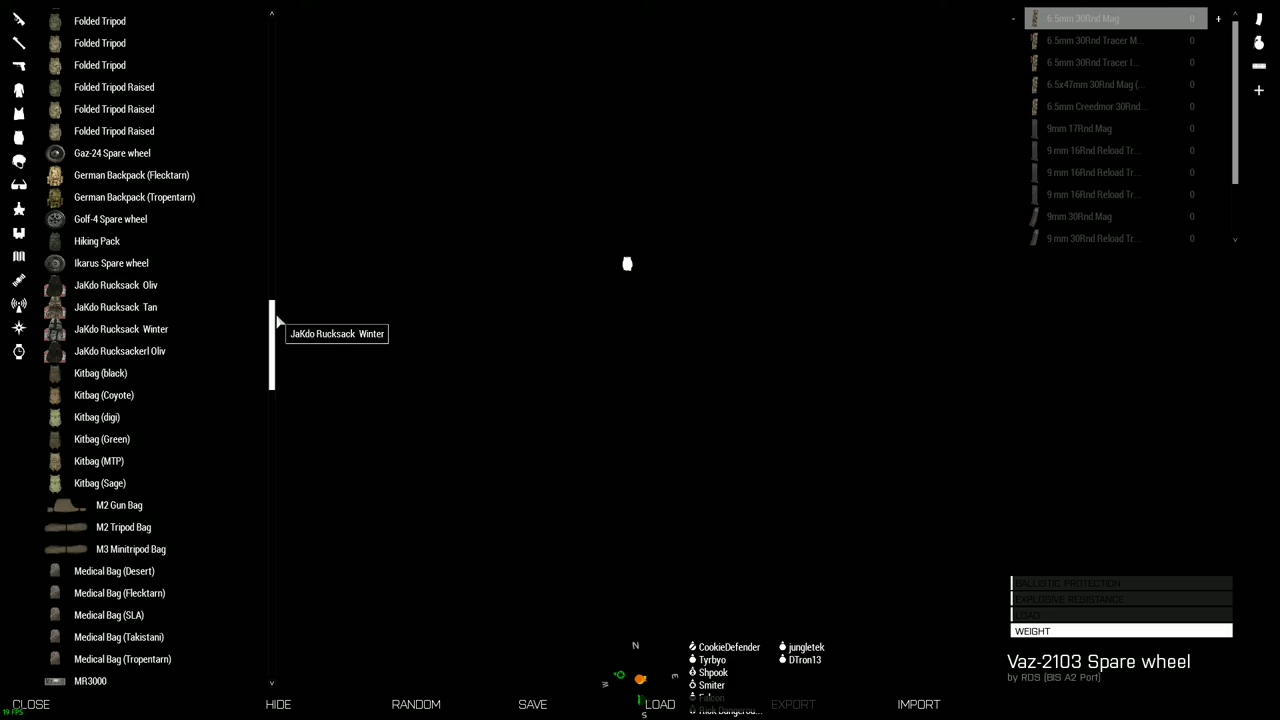 Folded Tripod
Folded Tripod
Folded Tripod
Folded Tripod Raised
Folded Tripod Raised
Folded Tripod Raised
Gaz-24 Spare wheel
German Backpack (Flecktarn)
German Backpack (Tropentarn)
Golf-4 Spare wheel
Hiking Pack
Ikarus Spare wheel
JaKdo Rucksack Oliv
JaKdo Rucksack Tan
JaKdo Rucksack Winter
JaKdo Rucksackerl Oliv
Kitbag (black)
Kitbag (Coyote)
Kitbag (digi)
Kitbag (Green)
Kitbag (MTP)
Kitbag (Sage)
M2 Gun Bag
M2 Tripod Bag
M3 Minitripod Bag
Medical Bag (Desert)
Medical Bag (Flecktarn)
Medical Bag (SLA)
Medical Bag (Takistani)
Medical Bag (Tropentarn)
MR3000
JaKdo Rucksack Winter
- 6.5mm 30Rnd Mag 0 +
6.5mm 30Rnd Tracer M... 0
6.5mm 30Rnd Tracer I... 0
6.5x47mm 30Rnd Mag (... 0
6.5mm Creedmor 30Rnd... 0
9mm 17Rnd Mag 0
9 mm 16Rnd Reload Tr... 0
9 mm 16Rnd Reload Tr... 0
9 mm 16Rnd Reload Tr... 0
9mm 30Rnd Mag 0
9 mm 30Rnd Reload Tr... 0
BALLISTIC PROTECTION
EXPLOSIVE RESISTANCE
LOAD
WEIGHT
Vaz-2103 Spare wheel
by RDS (BIS A2 Port)
N
W
E
S
CookieDefender
Tyrbyo
Shpook
Smiter
Rick Dangerou...
jungletek
DTron13
CLOSE
HIDE
RANDOM
SAVE
LOAD
EXPORT
IMPORT
19 FPS